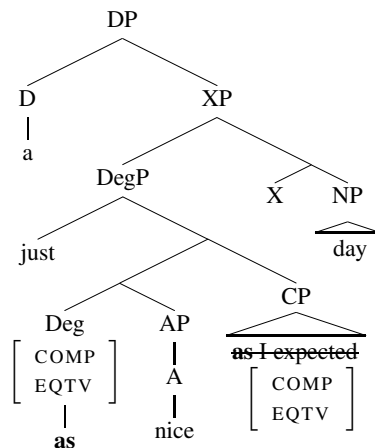 DP
D XP
a
DegP X NP
just day
Deg AP CP
COMP A as I expected
EQTV COMP
as nice EQTV